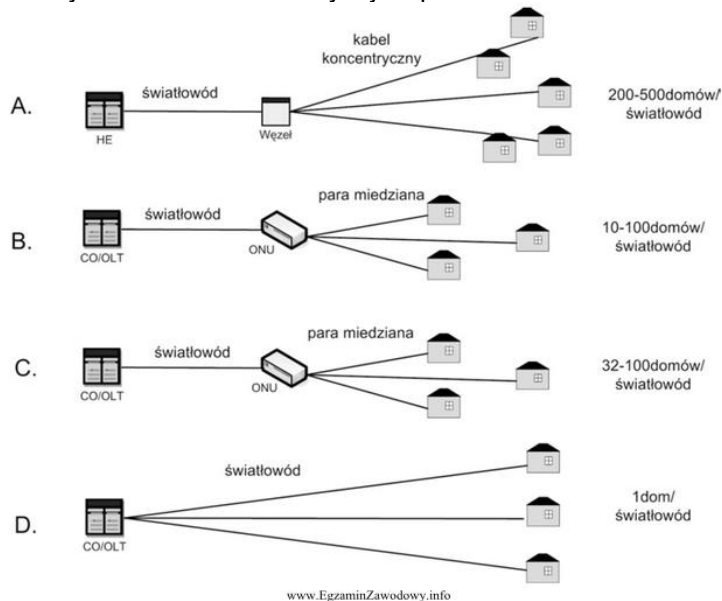 kabel
koncentryczny
światłowód
A.
HE
Węzeł
200-500domów/
światłowód
para miedziana
światłowód
B.
CO/OLT
ONU
10-100domów/
światłowód
para miedziana
światłowód
C.
CO/OLT
ONU
32-100domów/
światłowód
światłowód
D.
CO/OLT
1dom/
światłowód
www.EgzaminZawodowy.info